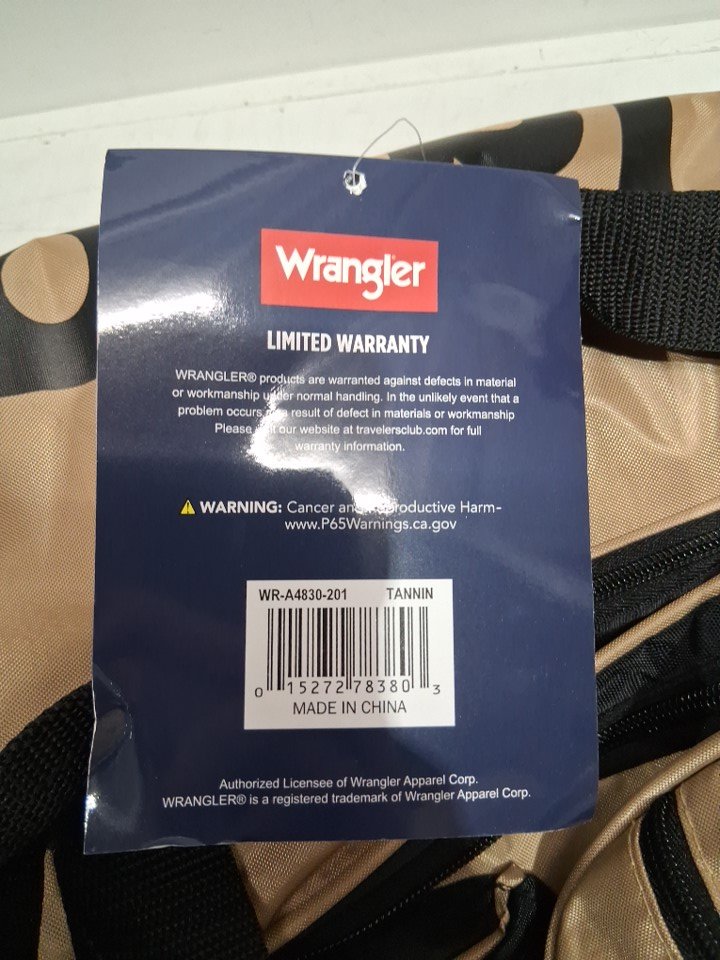 Wrangler
LIMITED WARRANTY
WRANGLER® products are warranted against defects in material
or workmanship under normal handling. In the unlikely event that a
problem occurs a result of defect in materials or workmanship
Please our website at travelersclub.com for full
warranty information.
WARNING: Cancer and Reproductive Harm-
www.P65Warnings.ca.gov
WR-A4830-201 TANNIN
0 15272 78380 3
MADE IN CHINA
Authorized Licensee of Wrangler Apparel Corp.
WRANGLER® is a registered trademark of Wrangler Apparel Corp.